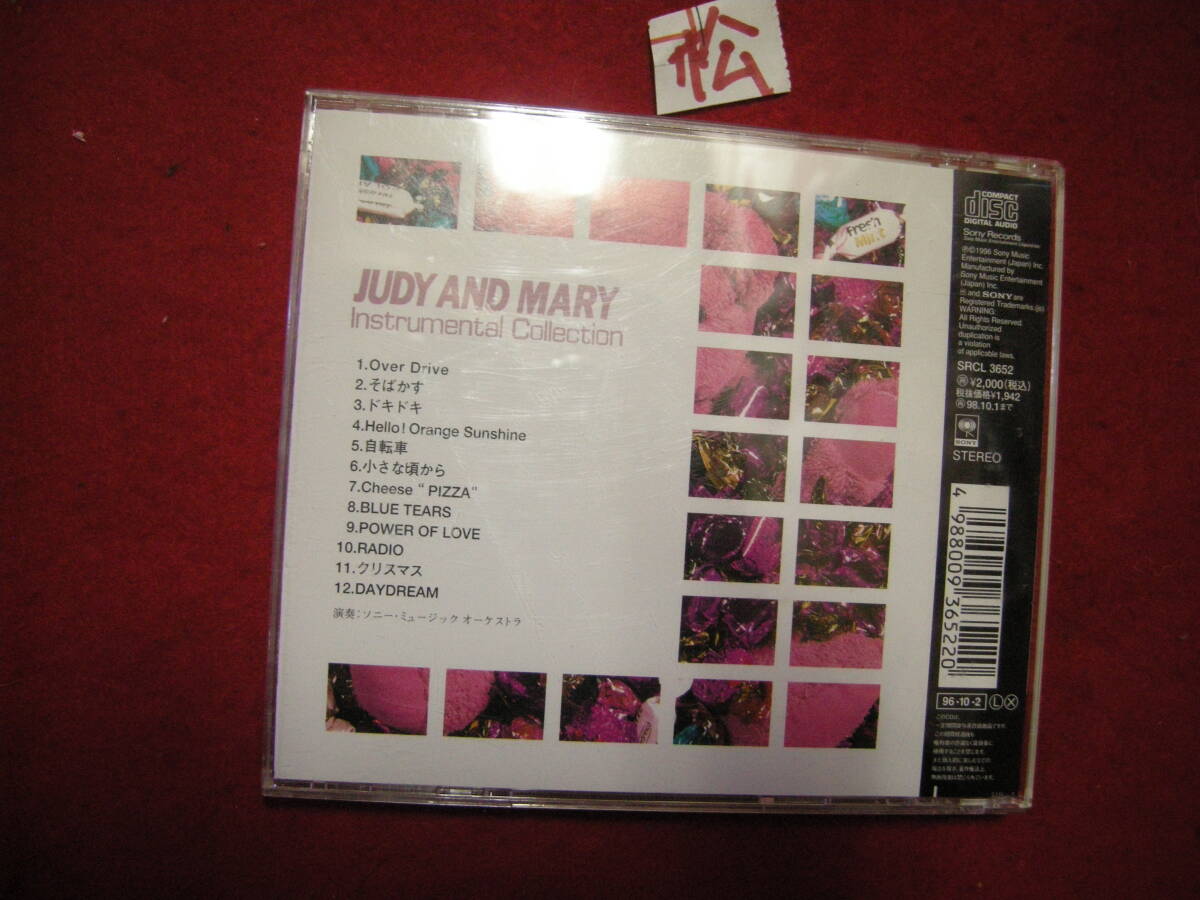 松
fresh
JUDY AND MARY
Instrumental Collection
1.Over Drive
2.そばかす
3.ドキドキ
4.Hello! Orange Sunshine
5.自転車
6.小さな頃から
7.Cheese “ PIZZA”
8.BLUE TEARS
9.POWER OF LOVE
10.RADIO
11.クリスマス
12.DAYDREAM
演奏:ソニー・ミュージック オーケストラ
COMPACT
disc
DIGITAL AUDIO
Sony Records
Ⓟ©1996 Sony Music
Entertainment (Japan) Inc.
Manufactured by
Sony Music Entertainment
(Japan) Inc.
and SONY are
Registered Trademarks.
WARNING:
All Rights Reserved.
Unauthorized
duplication is
a violation
of applicable laws.
SRCL 3652
¥2,000(税込)
税抜価格¥1,942
98.10.1まで
SONY
STEREO
4 988009 365220
96・10・2 Ⓛ Ⓧ